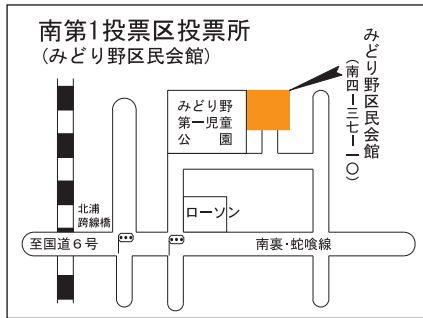 南第1投票区投票所
(みどり野区民会館)
みどり野区民会館
(南四ー三七ー一〇)
みどり野
第一児童
公園
北浦
跨線橋
ローソン
至国道6号
南裏・蛇喰線